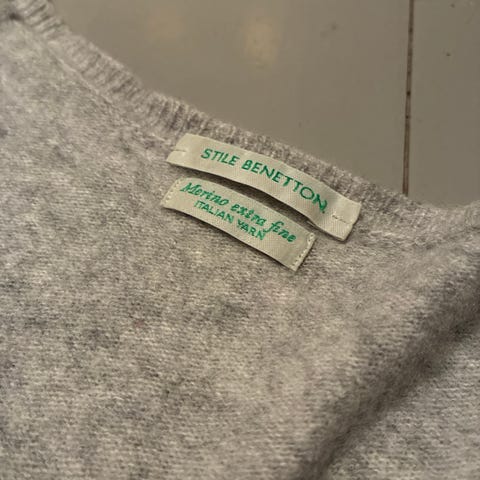 STILE BENETTON
Merino extra fine
ITALIAN YARN